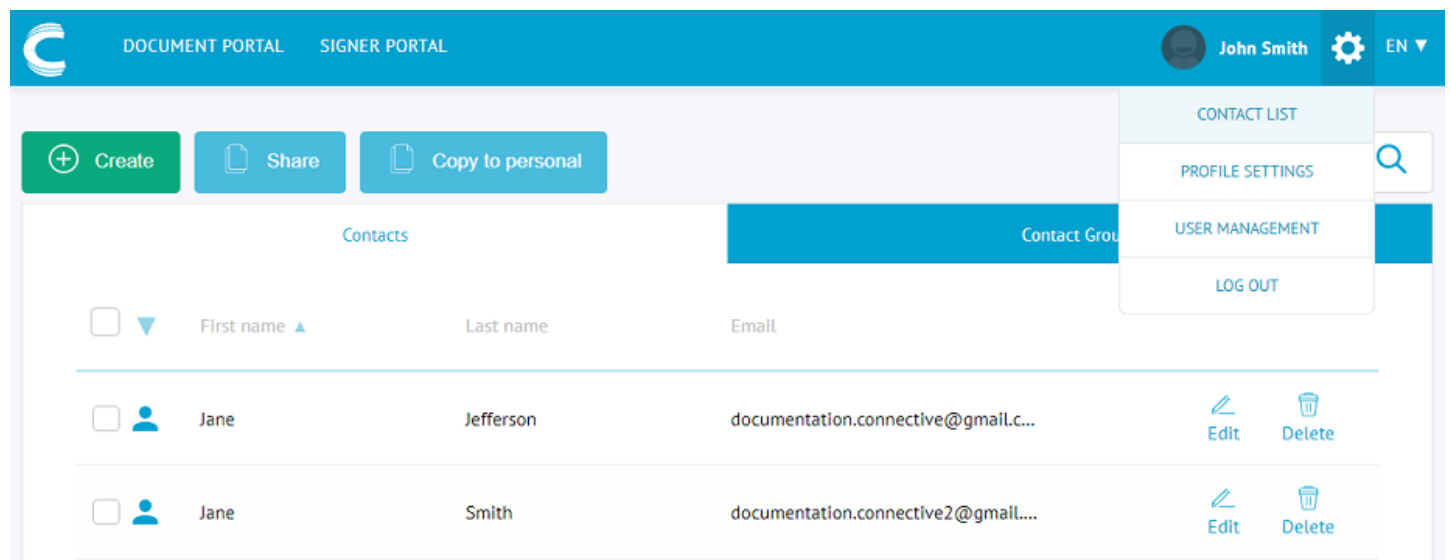 DOCUMENT PORTAL SIGNER PORTAL John Smith EN ▼
CONTACT LIST
PROFILE SETTINGS
USER MANAGEMENT
LOG OUT
Create Share Copy to personal
Contacts Contact Grou
First name ▲ Last name Email
Jane Jefferson documentation.connective@gmail.c... Edit Delete
Jane Smith documentation.connective2@gmail.... Edit Delete